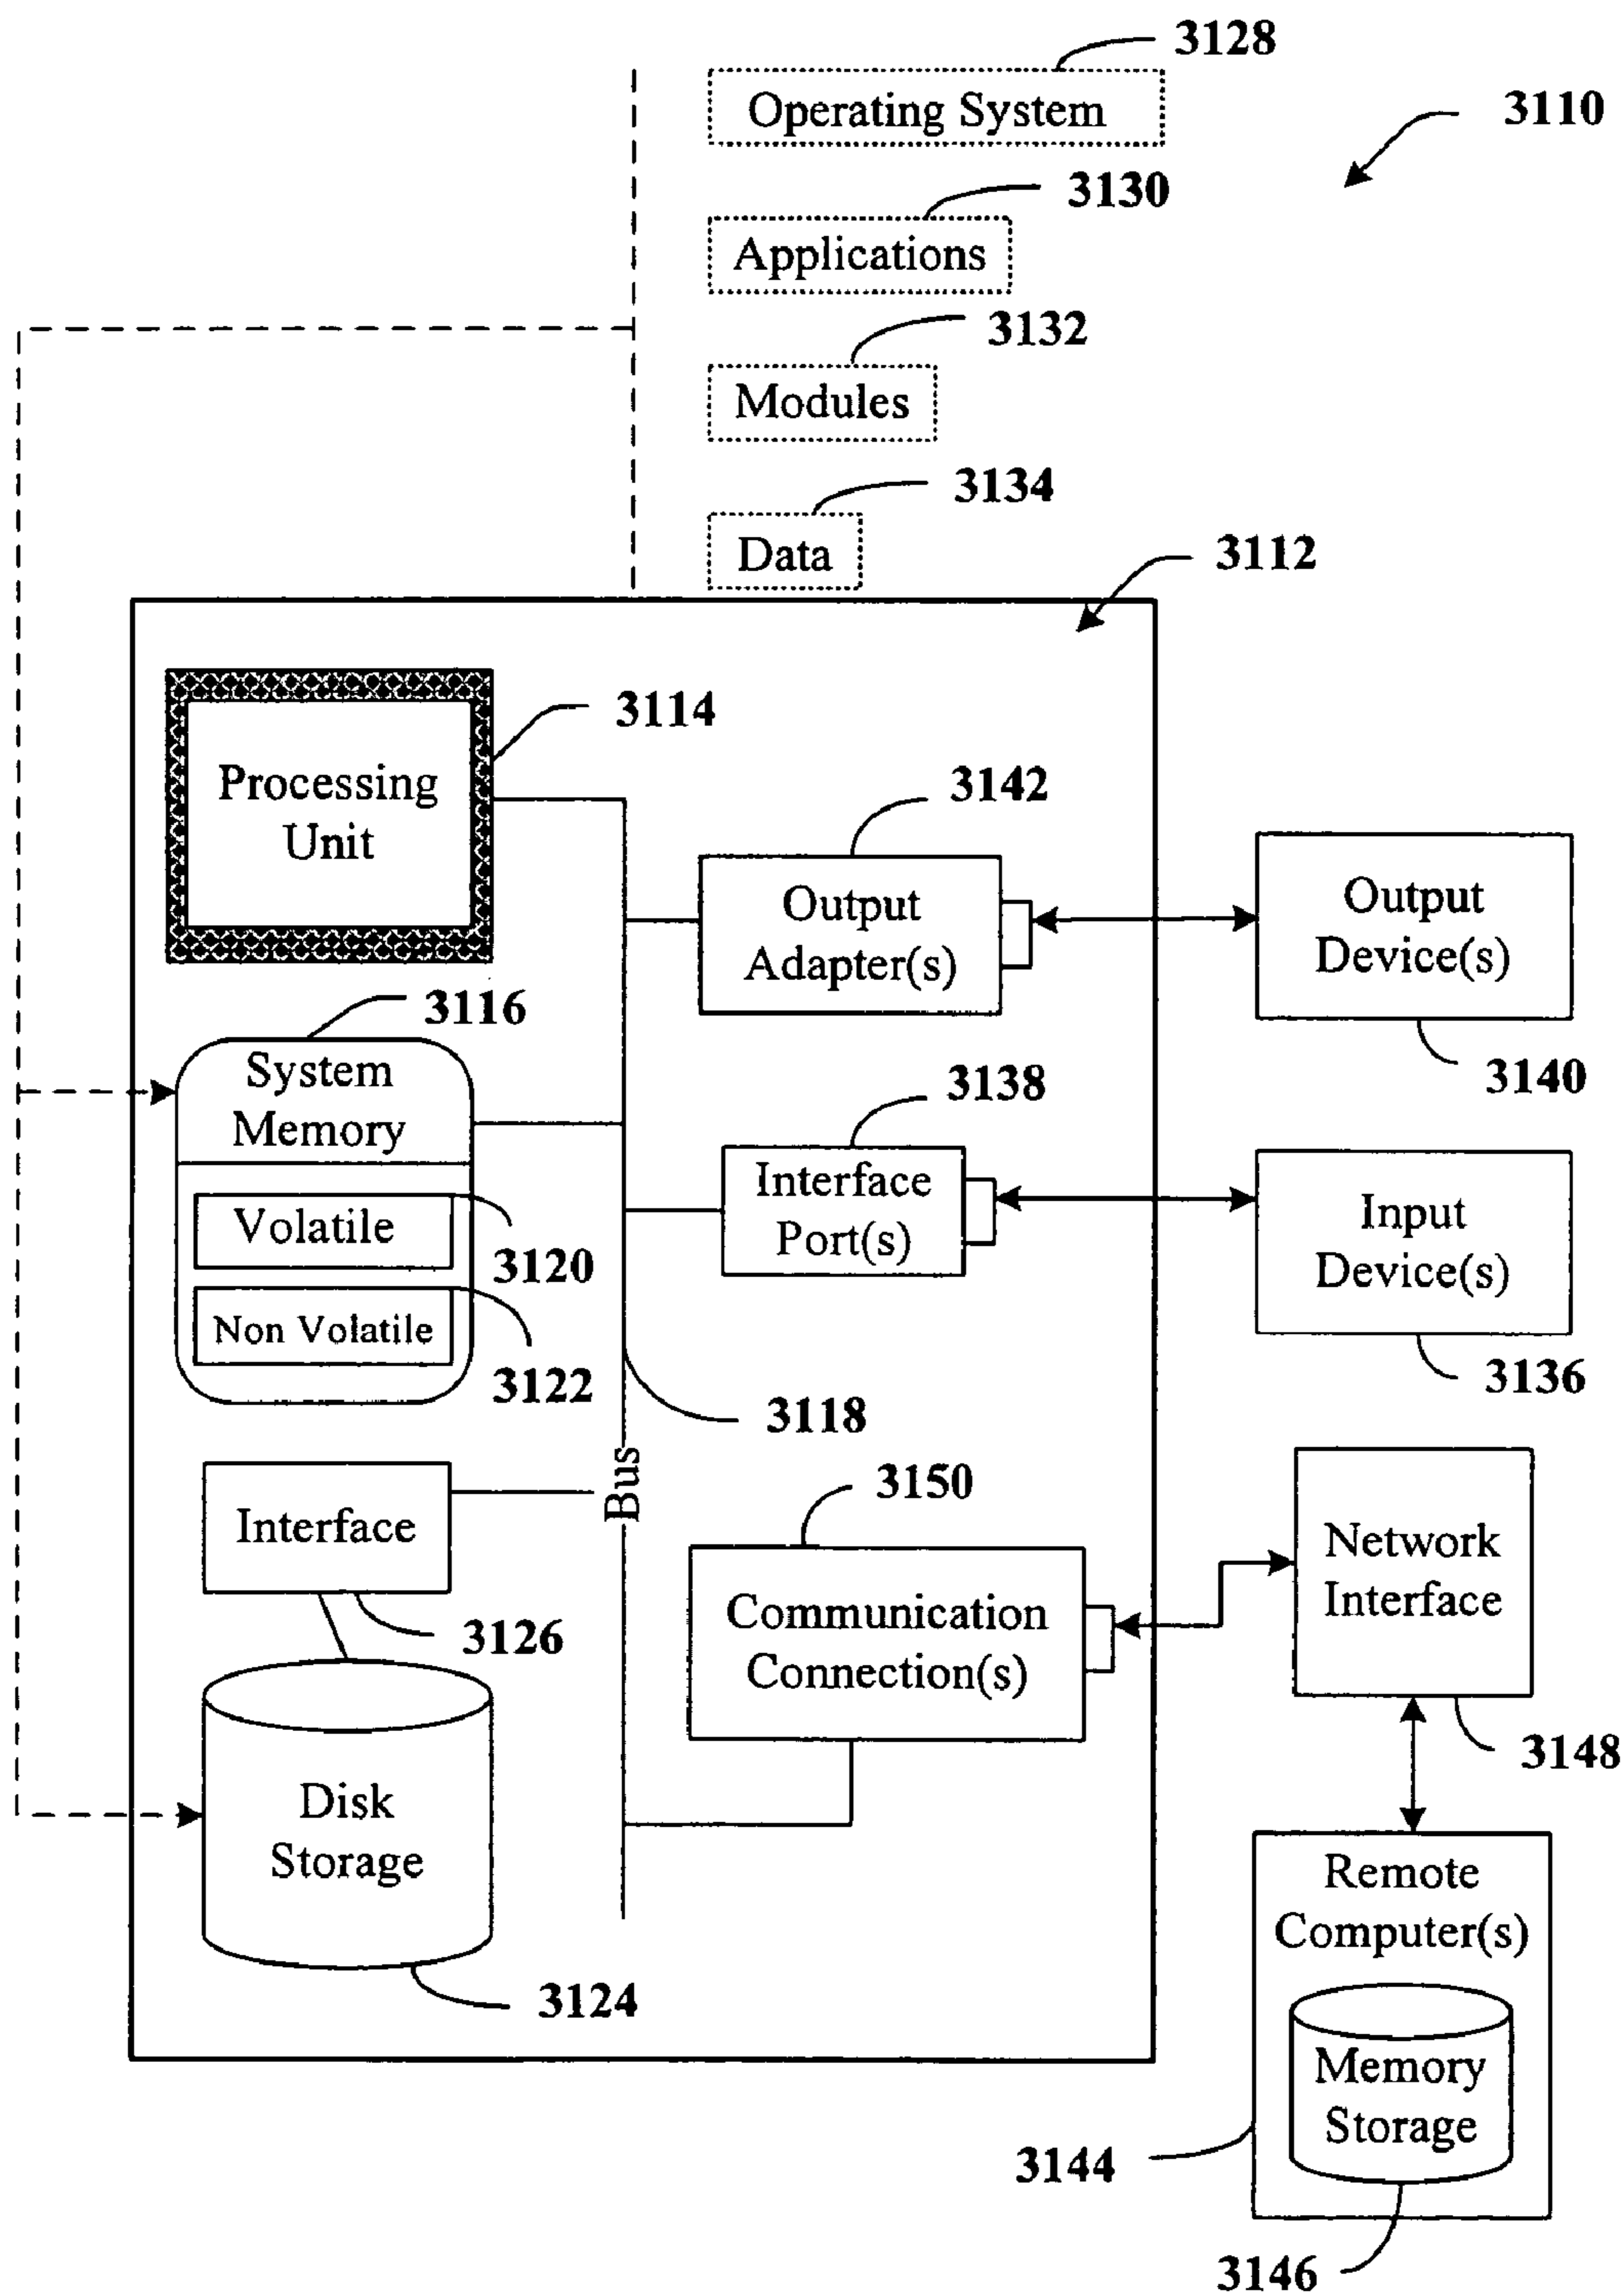 3128
Operating System
3110
3130
Applications
3132
Modules
3134
Data
3112
3114
Processing
Unit
3142
Output
Adapter(s)
Output
Device(s)
3140
3116
System
Memory
Volatile
3120
Non Volatile
3122
3138
Interface
Port(s)
Input
Device(s)
3136
3118
Bus
Interface
3126
3150
Communication
Connection(s)
Network
Interface
3148
Disk
Storage
3124
Remote
Computer(s)
Memory
Storage
3144
3146